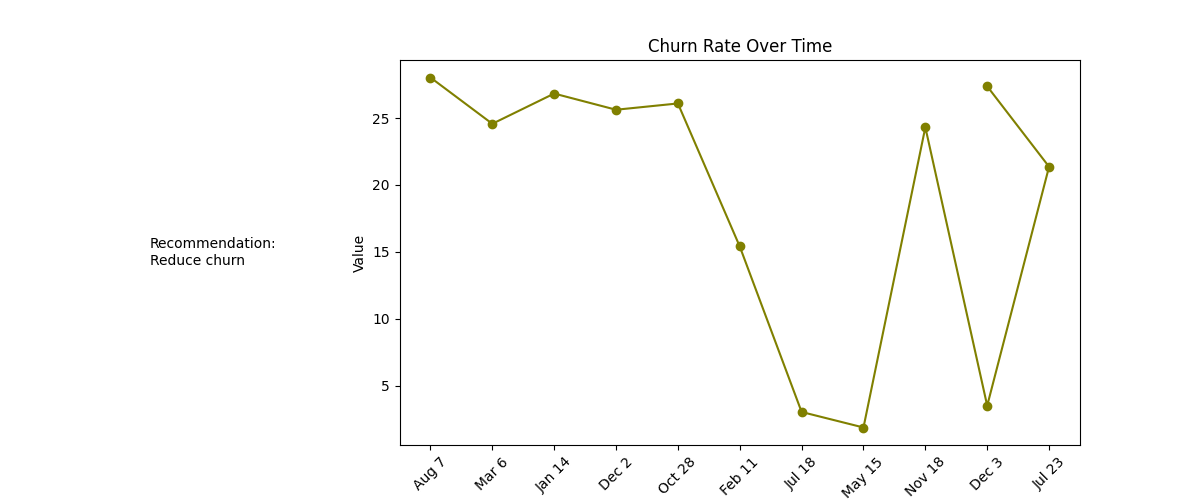 Churn Rate Over Time
Recommendation:
Reduce churn
Value
25
20
15
10
5
Aug 7
Mar 6
Jan 14
Dec 2
Oct 28
Feb 11
Jul 18
May 15
Nov 18
Dec 3
Jul 23